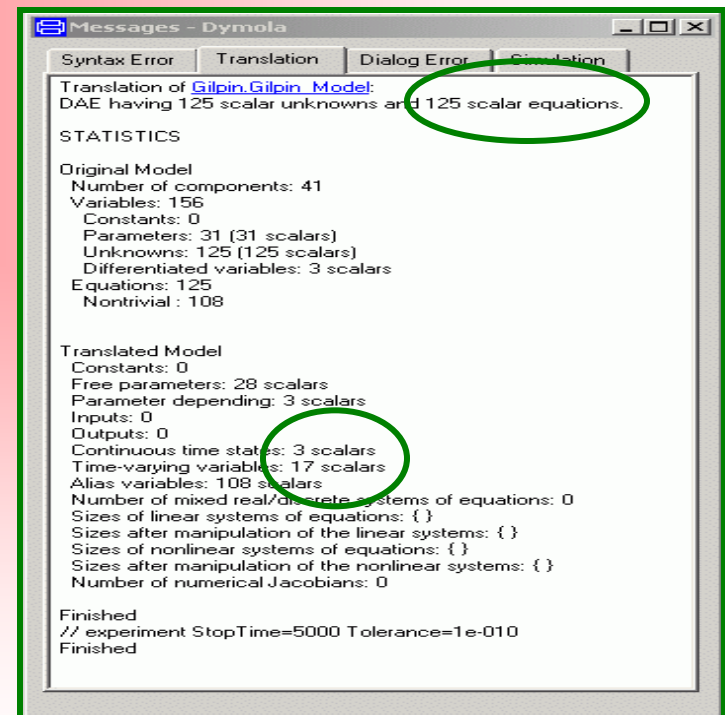 Messages - Dymola
Syntax Error Translation Dialog Error Simulation
Translation of Gilpin.Gilpin_Model:
DAE having 125 scalar unknowns and 125 scalar equations.
STATISTICS
Original Model
Number of components: 41
Variables: 156
Constants: 0
Parameters: 31 (31 scalars)
Unknowns: 125 (125 scalars)
Differentiated variables: 3 scalars
Equations: 125
Nontrivial : 108
Translated Model
Constants: 0
Free parameters: 28 scalars
Parameter depending: 3 scalars
Inputs: 0
Outputs: 0
Continuous time states: 3 scalars
Time-varying variables: 17 scalars
Alias variables: 108 scalars
Number of mixed real/discrete systems of equations: 0
Sizes of linear systems of equations: { }
Sizes after manipulation of the linear systems: { }
Sizes of nonlinear systems of equations: { }
Sizes after manipulation of the nonlinear systems: { }
Number of numerical Jacobians: 0
Finished
// experiment StopTime=5000 Tolerance=1e-010
Finished